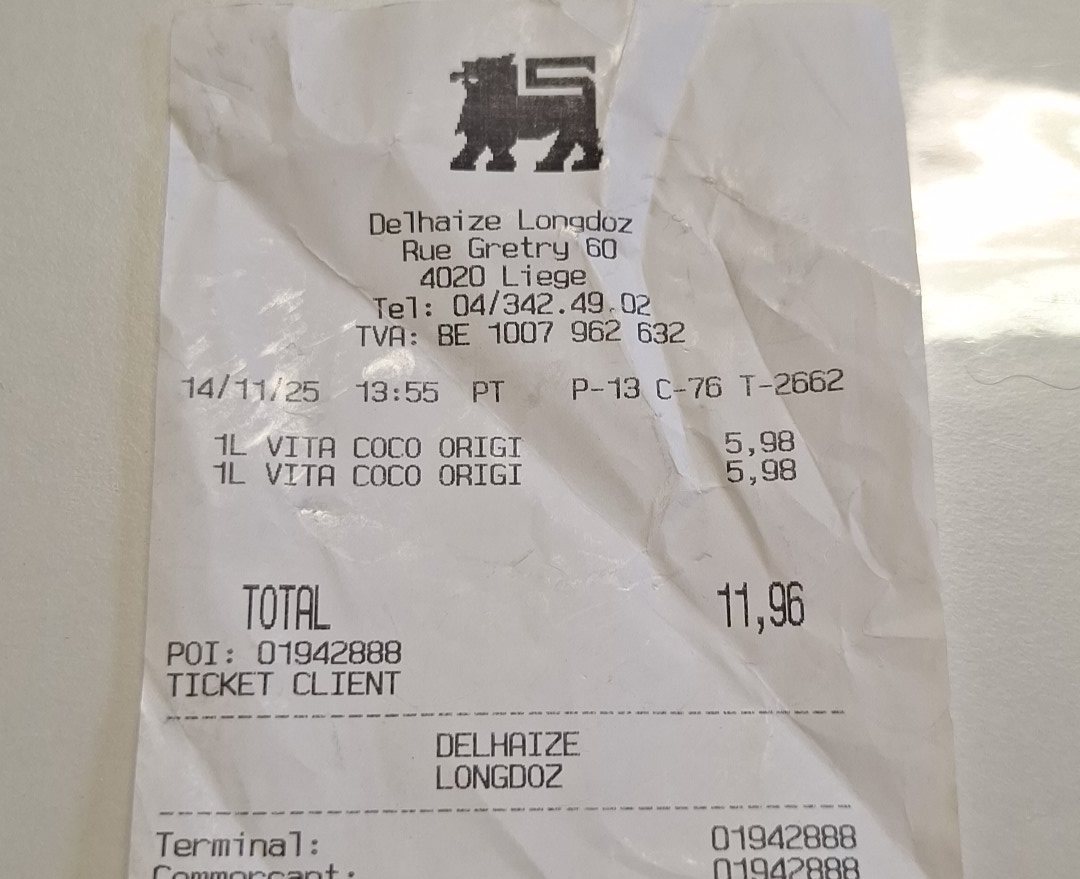 Delhaize Longdoz
Rue Gretry 60
4020 Liege
Tel: 04/342.49.02
TVA: BE 1007 962 632
14/11/25 13:55 PT P-13 C-76 T-2662
1L VITA COCO ORIGI 5,98
1L VITA COCO ORIGI 5,98
TOTAL 11,96
POI: 01942888
TICKET CLIENT
DELHAIZE
LONGDOZ
Terminal: 01942888
Commerçant: 01942888